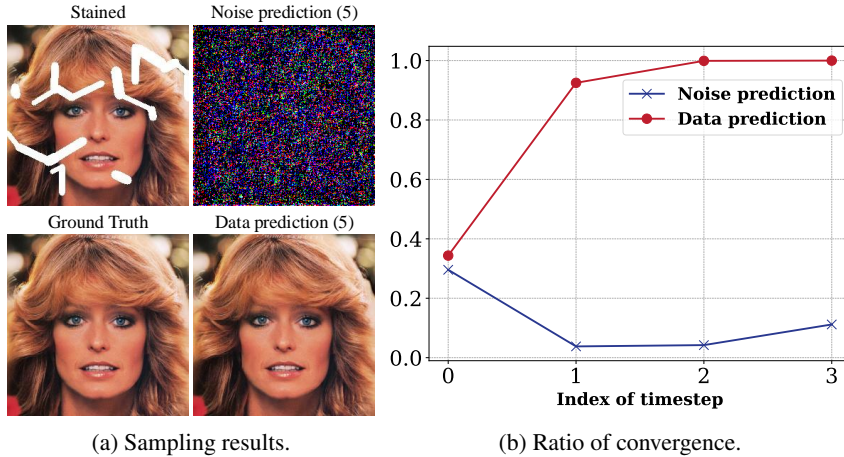 Stained
Noise prediction (5)
Ground Truth
Data prediction (5)
(a) Sampling results.
1.0
0.8
0.6
0.4
0.2
0.0
Noise prediction
Data prediction
0 1 2 3
Index of timestep
(b) Ratio of convergence.